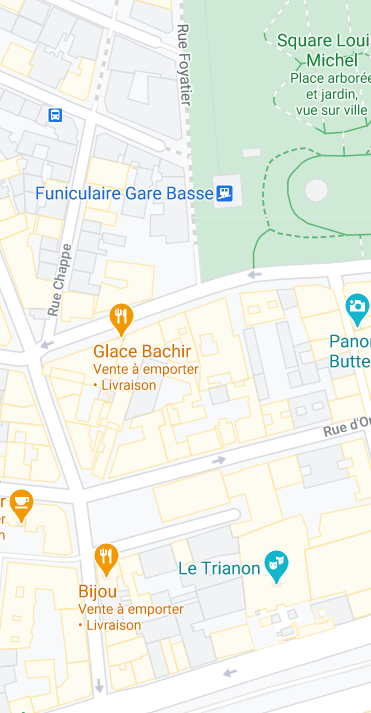 Rue Foyatier
Square Loui
Michel
Place arborée
et jardin,
vue sur ville
Funiculaire Gare Basse
Rue Chappe
Glace Bachir
Vente à emporter
• Livraison
Panor
Butte
Rue d'Or
r
er
n
Le Trianon
Bijou
Vente à emporter
• Livraison